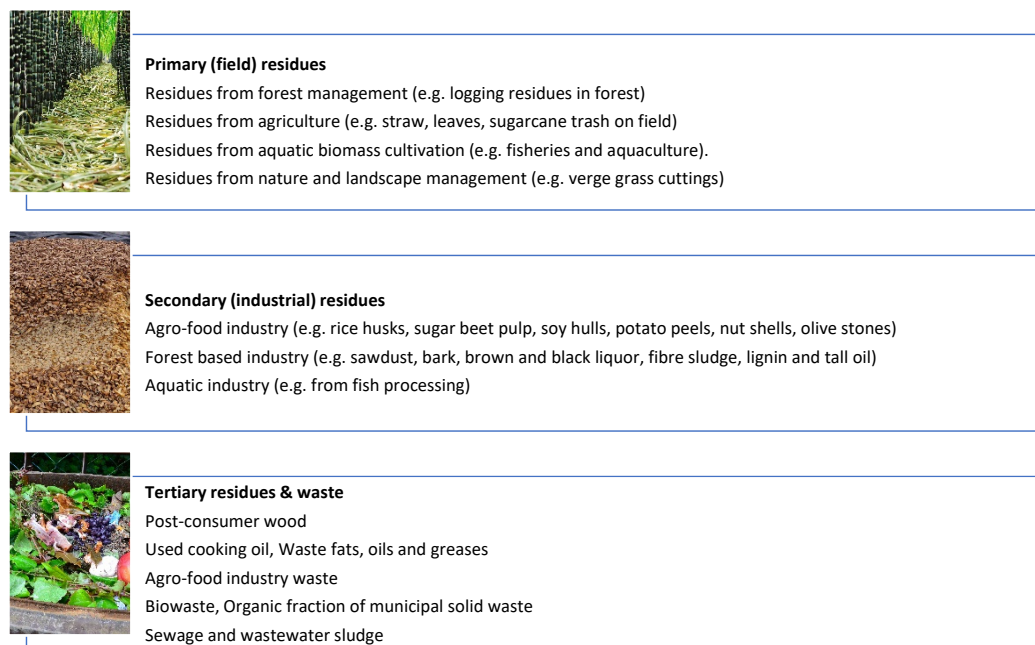 Primary (field) residues
Residues from forest management (e.g. logging residues in forest)
Residues from agriculture (e.g. straw, leaves, sugarcane trash on field)
Residues from aquatic biomass cultivation (e.g. fisheries and aquaculture).
Residues from nature and landscape management (e.g. verge grass cuttings)
Secondary (industrial) residues
Agro-food industry (e.g. rice husks, sugar beet pulp, soy hulls, potato peels, nut shells, olive stones)
Forest based industry (e.g. sawdust, bark, brown and black liquor, fibre sludge, lignin and tall oil)
Aquatic industry (e.g. from fish processing)
Tertiary residues & waste
Post-consumer wood
Used cooking oil, Waste fats, oils and greases
Agro-food industry waste
Biowaste, Organic fraction of municipal solid waste
Sewage and wastewater sludge